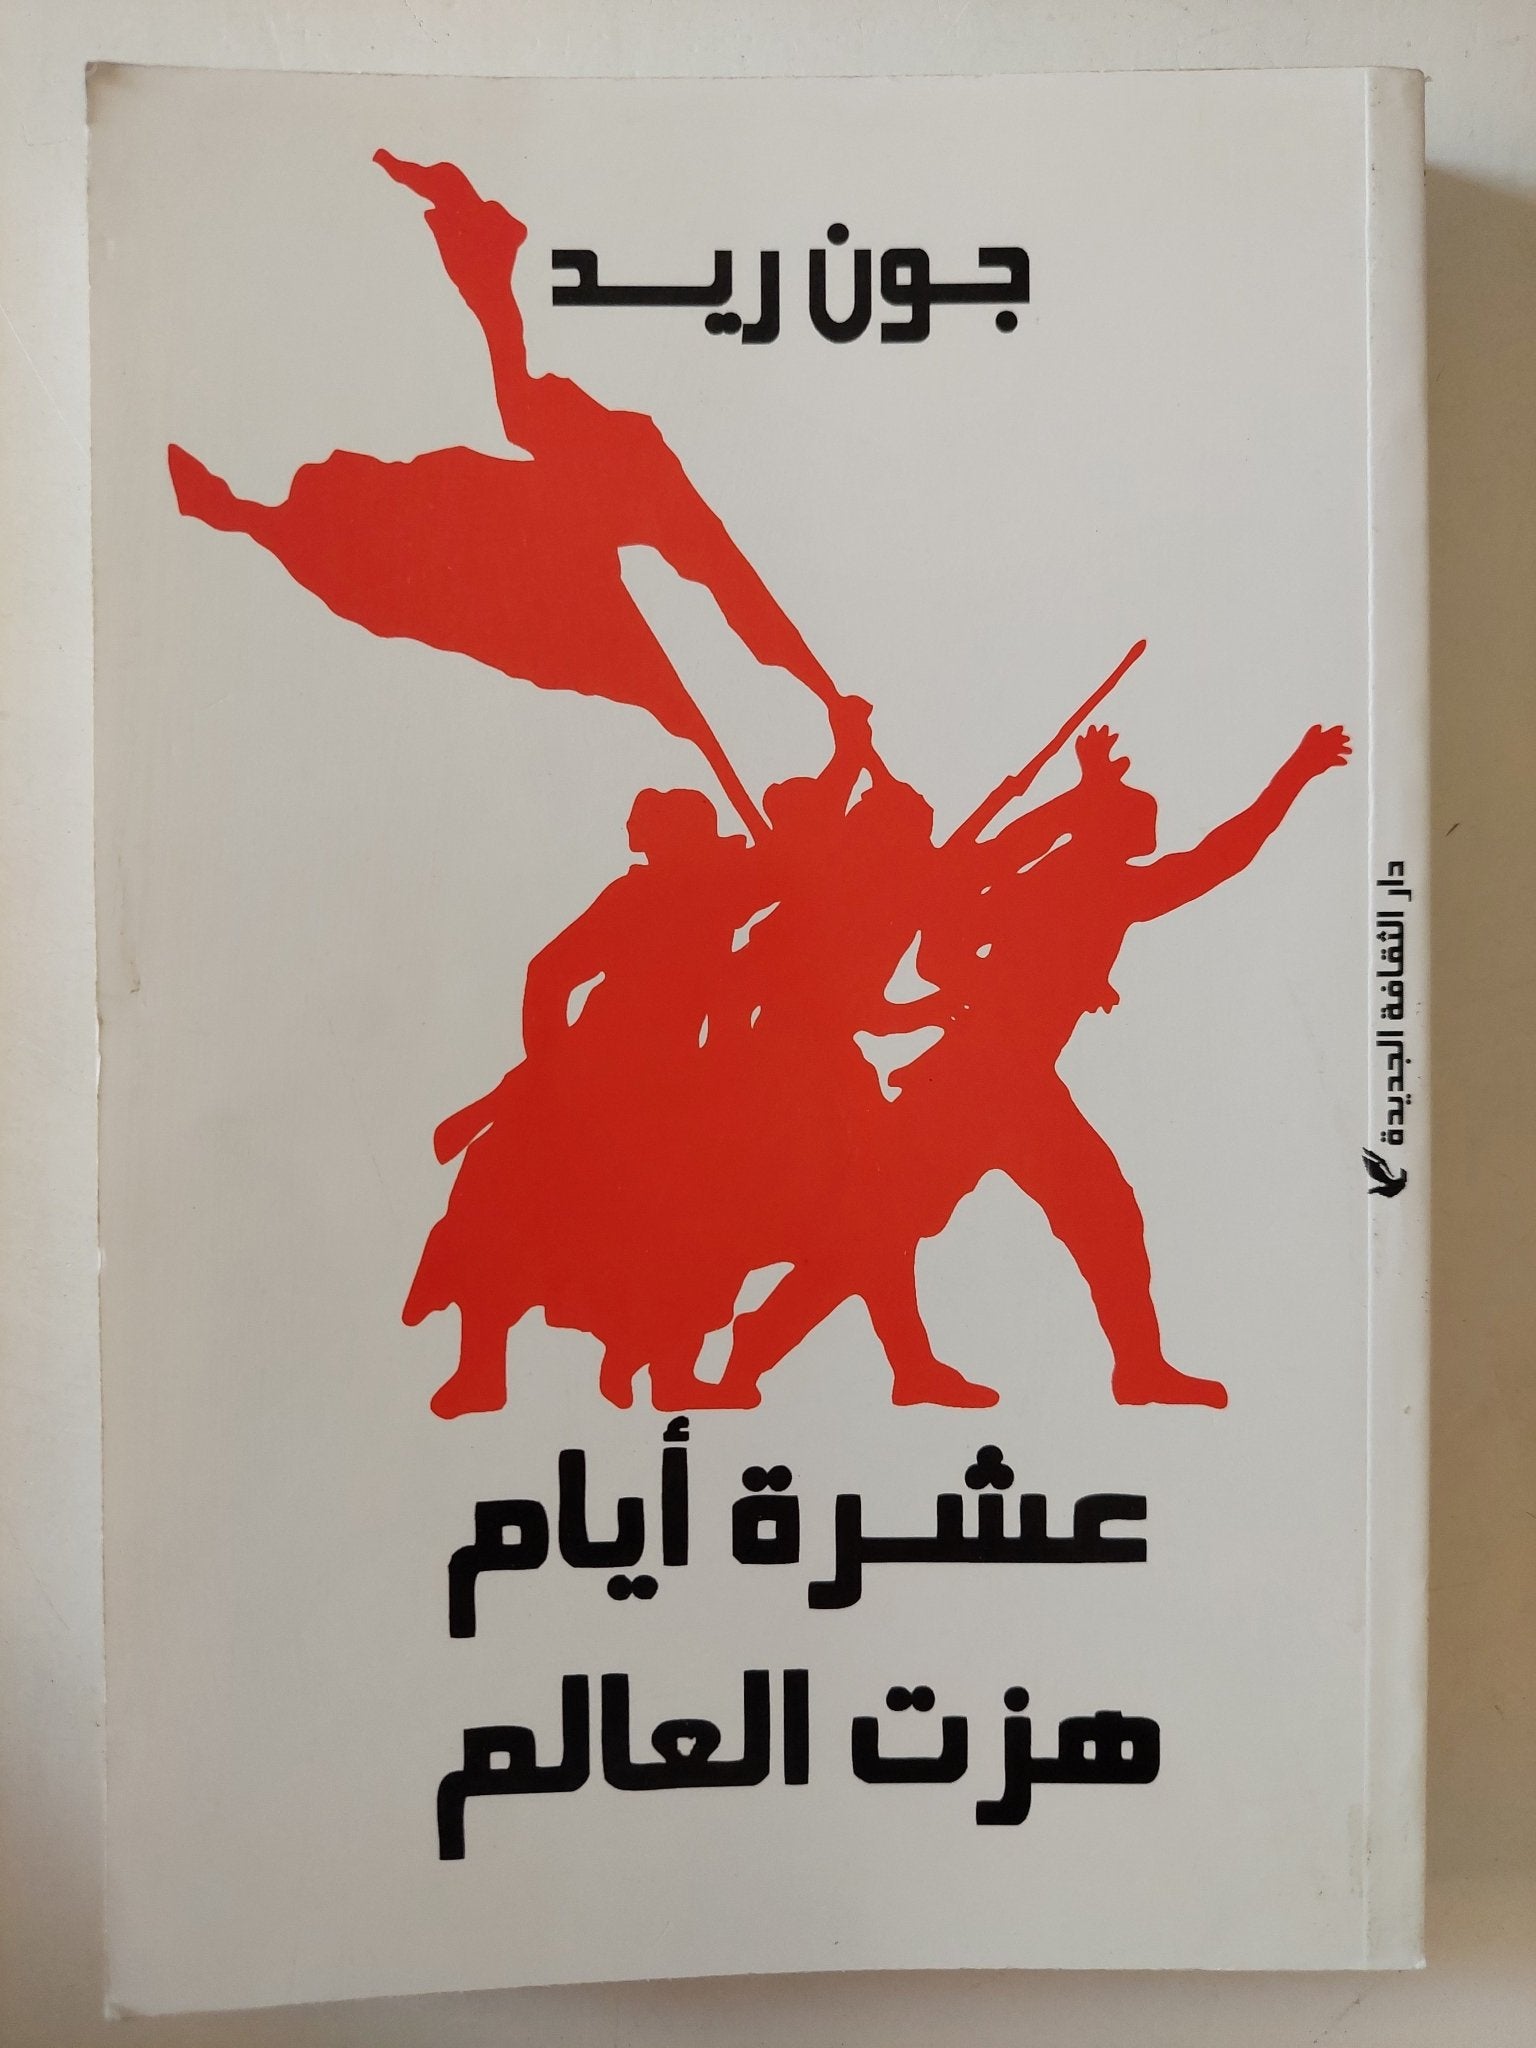 جون ريد
عشرة أيام
هزت العالم
دار الثقافة الجديدة